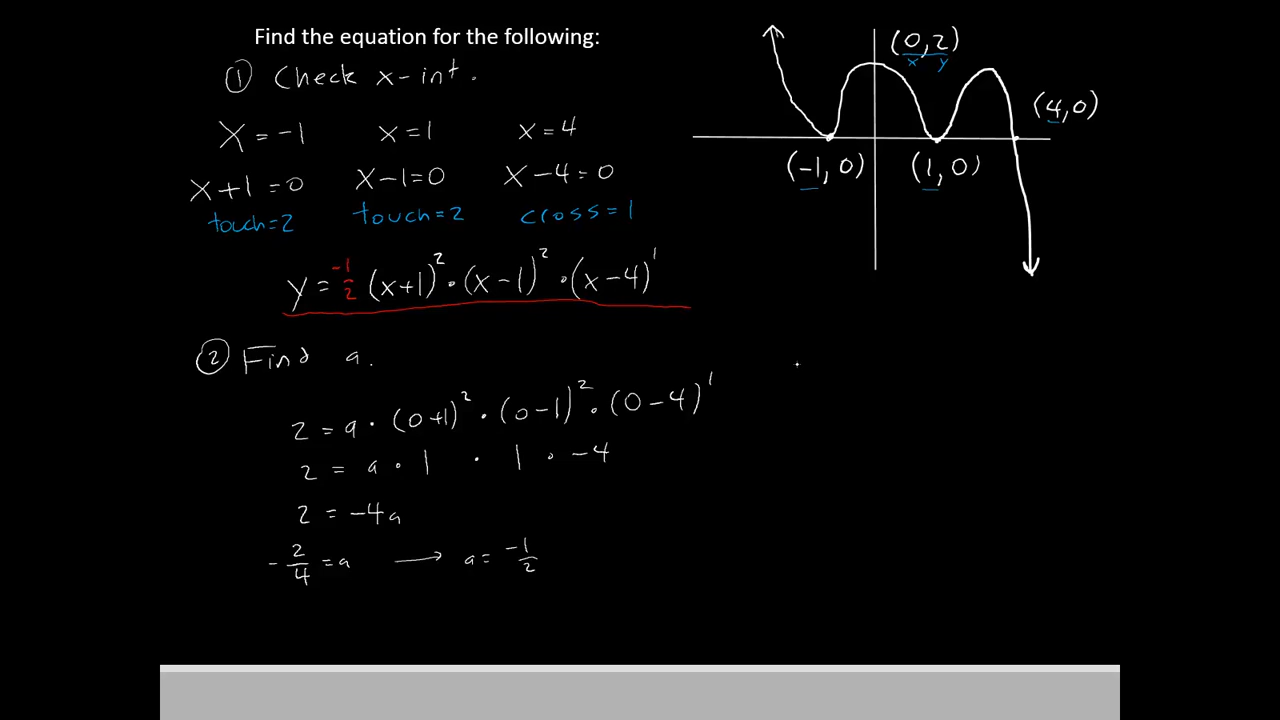 Find the equation for the following:
① Check x-int.
x = -1 x = 1 x = 4
x + 1 = 0 x - 1 = 0 x - 4 = 0
touch = 2 touch = 2 cross = 1
y = -1/2 (x+1)^2 · (x-1)^2 · (x-4)^1
② Find a.
2 = a · (0+1)^2 · (0-1)^2 · (0-4)^1
2 = a · 1 · 1 · -4
2 = -4a
-2/4 = a → a = -1/2
(0,2)
x y
(4,0)
(-1,0) (1,0)